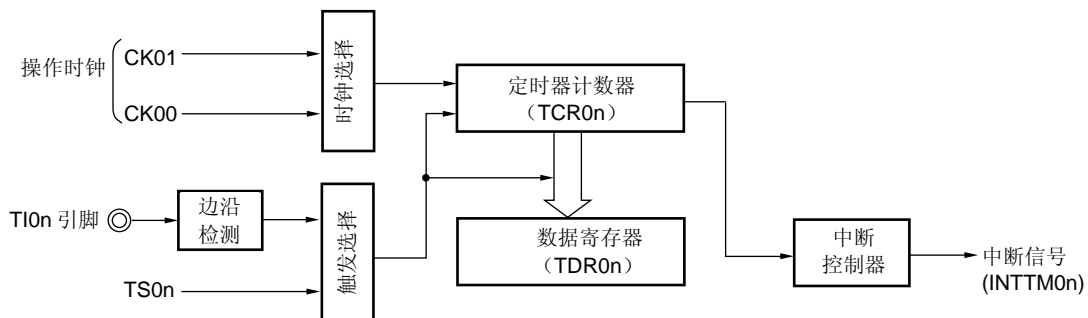 操作时钟
CK01
CK00
时钟选择
定时器计数器
（TCR0n）
TI0n 引脚
边沿
检测
TS0n
触发选择
数据寄存器
（TDR0n）
中断
控制器
中断信号
(INTTM0n)